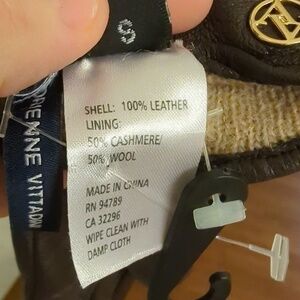 S
SHELL: 100% LEATHER
LINING:
50% CASHMERE/
50% WOOL
MADE IN CHINA
RN 94789
CA 32296
WIPE CLEAN WITH
DAMP CLOTH
VITTADINI